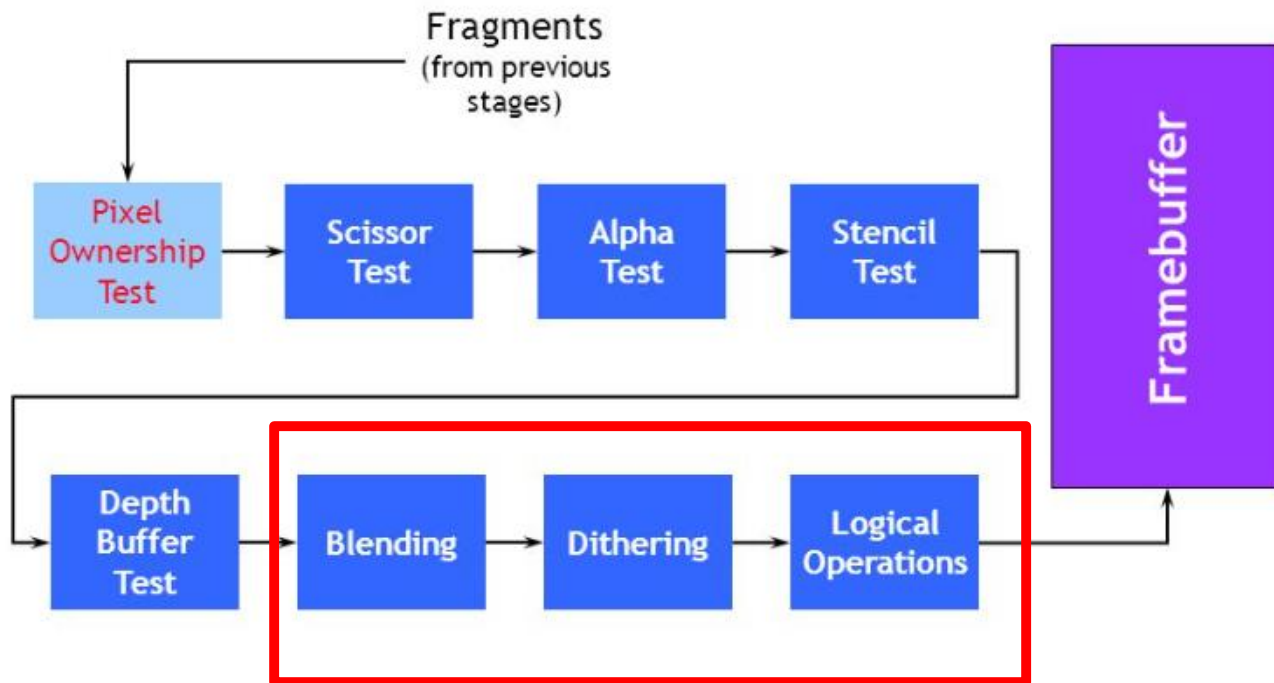 Fragments
(from previous
stages)
Framebuffer
Pixel
Ownership
Test
Scissor
Test
Alpha
Test
Stencil
Test
Depth
Buffer
Test
Blending
Dithering
Logical
Operations